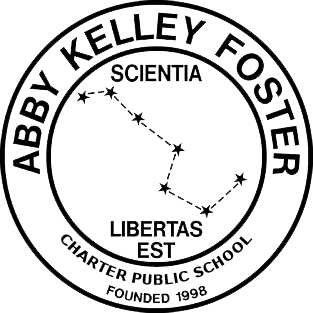 ABBY KELLEY FOSTER
SCIENTIA
LIBERTAS
EST
CHARTER PUBLIC SCHOOL
FOUNDED 1998